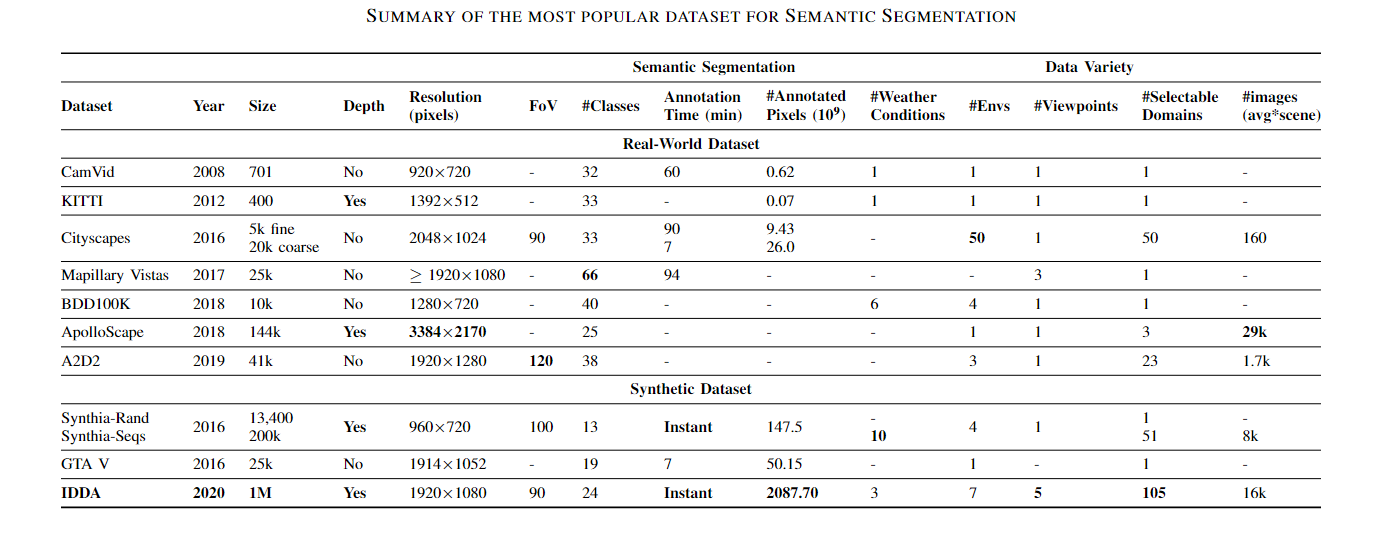 SUMMARY OF THE MOST POPULAR DATASET FOR SEMANTIC SEGMENTATION
Semantic Segmentation Data Variety
Dataset Year Size Depth Resolution (pixels) FoV #Classes Annotation Time (min) #Annotated Pixels (10⁹) #Weather Conditions #Envs #Viewpoints #Selectable Domains #images (avg*scene)
Real-World Dataset
CamVid 2008 701 No 920×720 - 32 60 0.62 1 1 1 1 -
KITTI 2012 400 Yes 1392×512 - 33 - 0.07 1 1 1 1 -
Cityscapes 2016 5k fine 20k coarse No 2048×1024 90 33 90 7 9.43 26.0 - 50 1 50 160
Mapillary Vistas 2017 25k No ≥ 1920×1080 - 66 94 - - - 3 1 -
BDD100K 2018 10k No 1280×720 - 40 - - 6 4 1 1 -
ApolloScape 2018 144k Yes 3384×2170 - 25 - - - 1 1 3 29k
A2D2 2019 41k No 1920×1280 120 38 - - - 3 1 23 1.7k
Synthetic Dataset
Synthia-Rand Synthia-Seqs 2016 13,400 200k Yes 960×720 100 13 Instant 147.5 - 10 4 1 1 51 - 8k
GTA V 2016 25k No 1914×1052 - 19 7 50.15 - 1 - 1 -
IDDA 2020 1M Yes 1920×1080 90 24 Instant 2087.70 3 7 5 105 16k